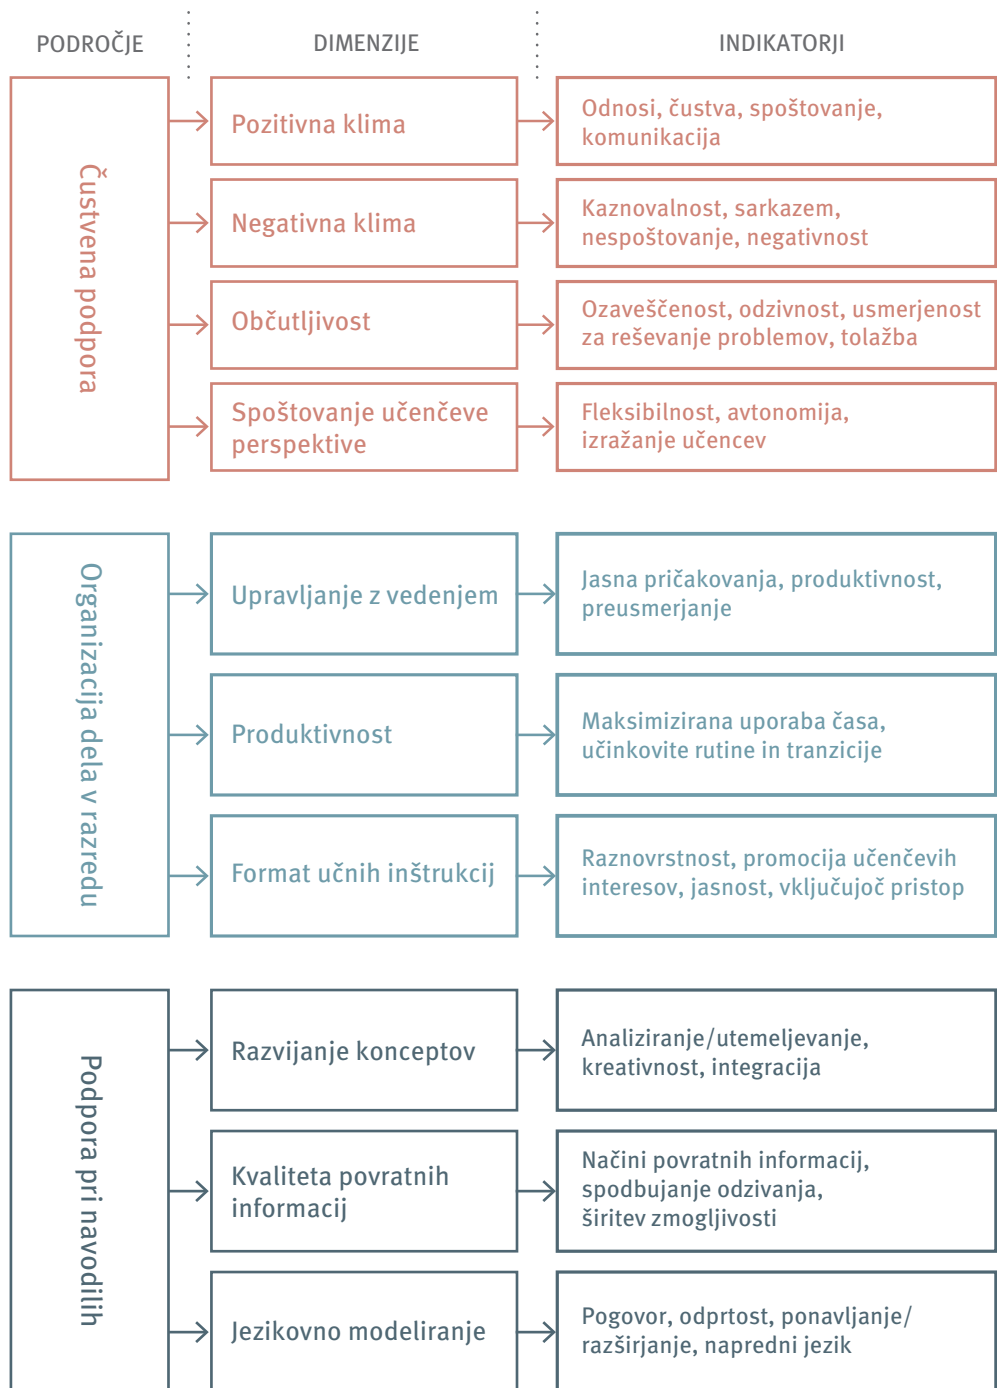 PODROČJE
DIMENZIJE
INDIKATORJI
Čustvena podpora
Pozitivna klima
Odnosi, čustva, spoštovanje,
komunikacija
Negativna klima
Kaznovalnost, sarkazem,
nespoštovanje, negativnost
Občutljivost
Ozaveščenost, odzivnost, usmerjenost
za reševanje problemov, tolažba
Spoštovanje učenčeve
perspektive
Fleksibilnost, avtonomija,
izražanje učencev
Organizacija dela v razredu
Upravljanje z vedenjem
Jasna pričakovanja, produktivnost,
preusmerjanje
Produktivnost
Maksimizirana uporaba časa,
učinkovite rutine in tranzicije
Format učnih inštrukcij
Raznovrstnost, promocija učenčevih
interesov, jasnost, vključujoč pristop
Podpora pri navodilih
Razvijanje konceptov
Analiziranje/utemeljevanje,
kreativnost, integracija
Kvaliteta povratnih
informacij
Načini povratnih informacij,
spodbujanje odzivanja,
širitev zmogljivosti
Jezikovno modeliranje
Pogovor, odprtost, ponavljanje/
razširjanje, napredni jezik